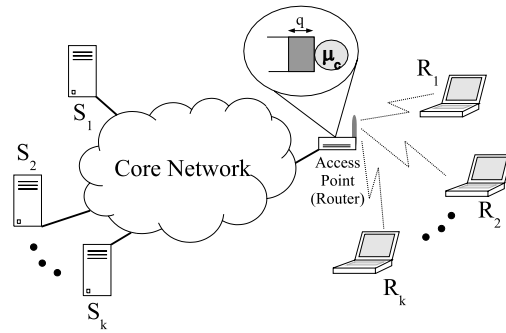 q
μc
R1
S1
S2
Core Network
Access
Point
(Router)
R2
Sk
Rk